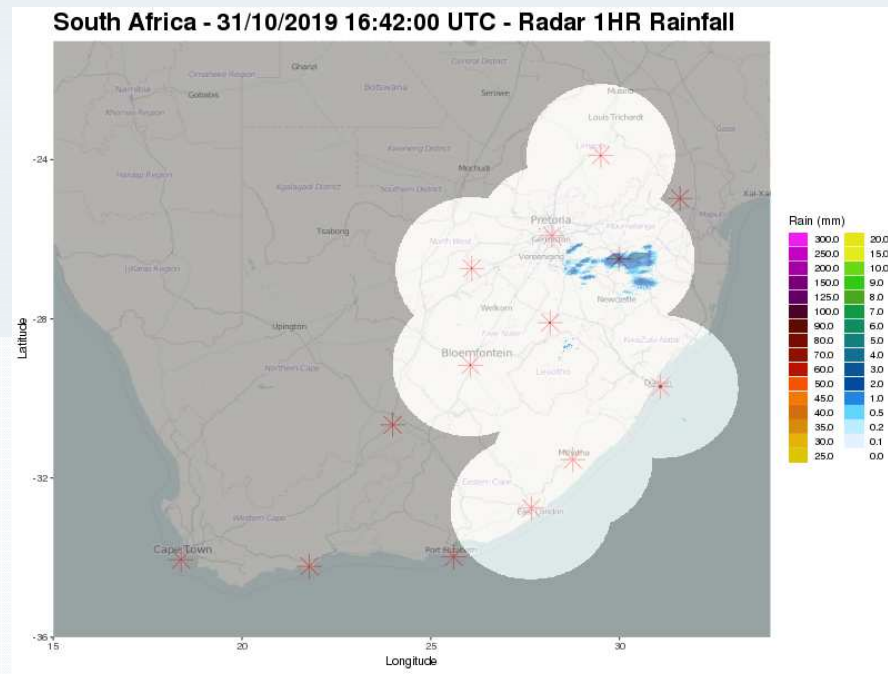 South Africa - 31/10/2019 16:42:00 UTC - Radar 1HR Rainfall
Ghanzi
Central District
Omaheke Region
Namibia
Gobabis
Botswana
Serowe
Musina
Khomas Region
Louis Trichardt
Gaza
-24
Kweneng District
Mochudi
Limpopo
Hardap Region
Kgalagadi District
Southern District
Xai-Xai
Pretoria
Mpumalanga
Maputo
Tsabong
North West
Germiston
Vereeniging
!Karas Region
Newcastle
Welkom
-28
Upington
Free State
KwaZulu-Natal
Bloemfontein
Northern Cape
Lesotho
Durban
Mthatha
-32
Eastern Cape
Western Cape
East London
Cape Town
Port Elizabeth
-36
15
20
25
30
Longitude
Latitude
Rain (mm)
300.0 20.0
250.0 15.0
200.0 10.0
150.0 9.0
125.0 8.0
100.0 7.0
90.0 6.0
80.0 5.0
70.0 4.0
60.0 3.0
50.0 2.0
45.0 1.0
40.0 0.5
35.0 0.2
30.0 0.1
25.0 0.0